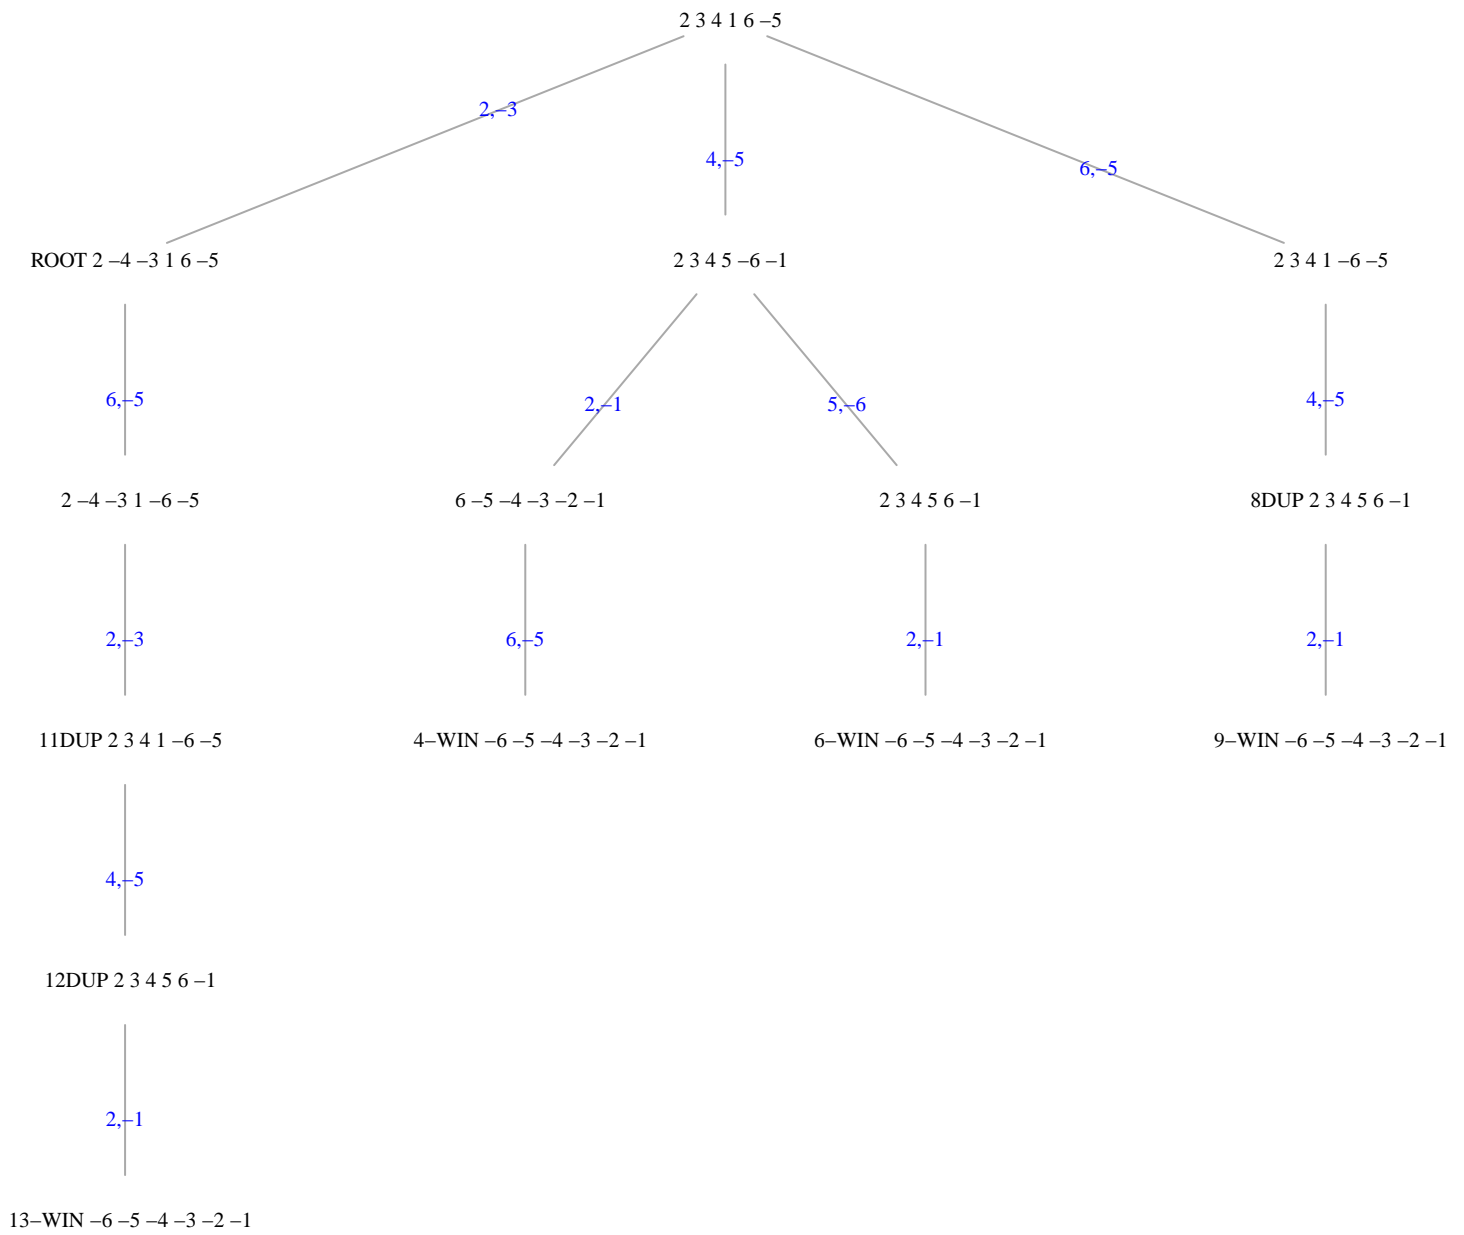 2 3 4 1 6 –5
2,–3
4,–5
6,–5
ROOT 2 –4 –3 1 6 –5
2 3 4 5 –6 –1
2 3 4 1 –6 –5
6,–5
2,–1
5,–6
4,–5
2 –4 –3 1 –6 –5
6 –5 –4 –3 –2 –1
2 3 4 5 6 –1
8DUP 2 3 4 5 6 –1
2,–3
6,–5
2,–1
2,–1
11DUP 2 3 4 1 –6 –5
4–WIN –6 –5 –4 –3 –2 –1
6–WIN –6 –5 –4 –3 –2 –1
9–WIN –6 –5 –4 –3 –2 –1
4,–5
12DUP 2 3 4 5 6 –1
2,–1
13–WIN –6 –5 –4 –3 –2 –1